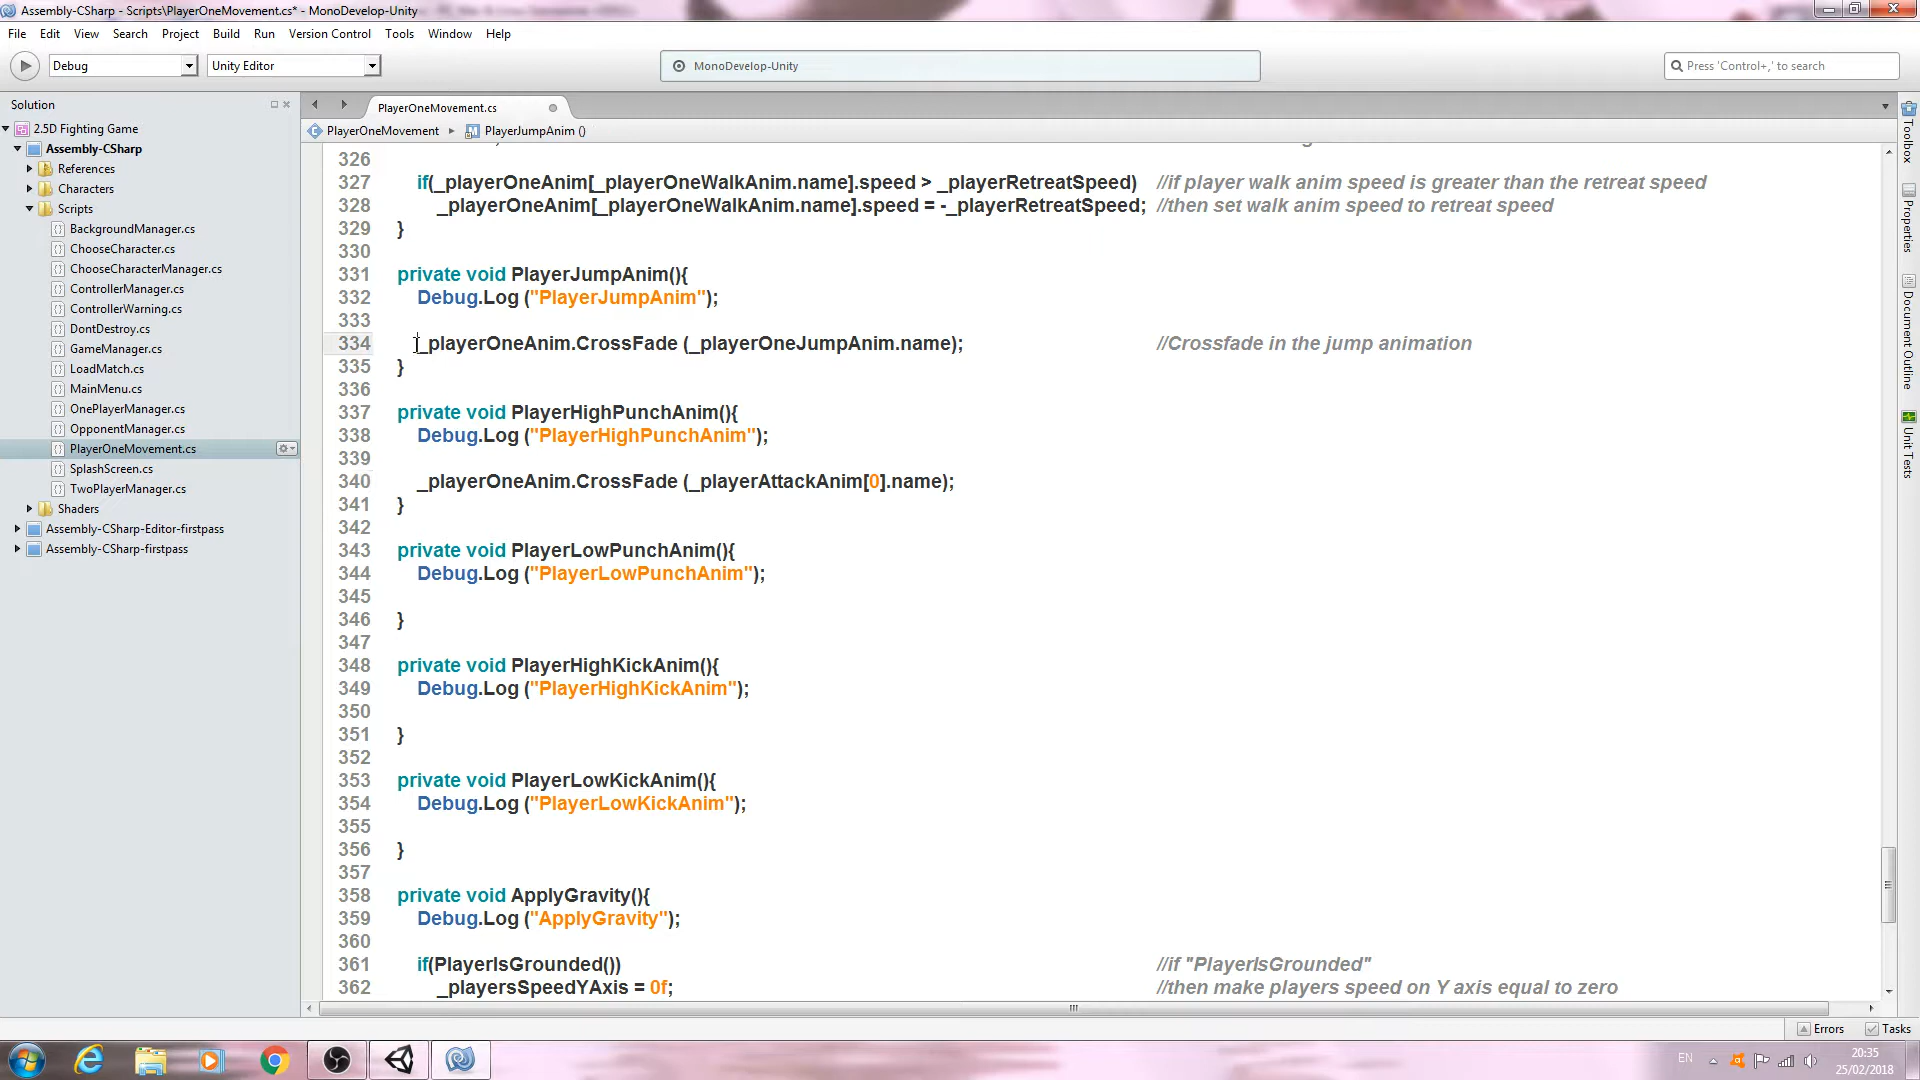 Assembly-CSharp - Scripts\PlayerOneMovement.cs* - MonoDevelop-Unity
File Edit View Search Project Build Run Version Control Tools Window Help
Debug Unity Editor MonoDevelop-Unity Press 'Control+,' to search
Solution
2.5D Fighting Game
Assembly-CSharp
References
Characters
Scripts
BackgroundManager.cs
ChooseCharacter.cs
ChooseCharacterManager.cs
ControllerManager.cs
ControllerWarning.cs
DontDestroy.cs
GameManager.cs
LoadMatch.cs
MainMenu.cs
OnePlayerManager.cs
OpponentManager.cs
PlayerOneMovement.cs
SplashScreen.cs
TwoPlayerManager.cs
Shaders
Assembly-CSharp-Editor-firstpass
Assembly-CSharp-firstpass
PlayerOneMovement.cs
PlayerOneMovement PlayerJumpAnim ()
326
327 if(_playerOneAnim[_playerOneWalkAnim.name].speed > _playerRetreatSpeed) //if player walk anim speed is greater than the retreat speed
328 _playerOneAnim[_playerOneWalkAnim.name].speed = -_playerRetreatSpeed; //then set walk anim speed to retreat speed
329 }
330
331 private void PlayerJumpAnim(){
332 Debug.Log ("PlayerJumpAnim");
333
334 _playerOneAnim.CrossFade (_playerOneJumpAnim.name); //Crossfade in the jump animation
335 }
336
337 private void PlayerHighPunchAnim(){
338 Debug.Log ("PlayerHighPunchAnim");
339
340 _playerOneAnim.CrossFade (_playerAttackAnim[0].name);
341 }
342
343 private void PlayerLowPunchAnim(){
344 Debug.Log ("PlayerLowPunchAnim");
345
346 }
347
348 private void PlayerHighKickAnim(){
349 Debug.Log ("PlayerHighKickAnim");
350
351 }
352
353 private void PlayerLowKickAnim(){
354 Debug.Log ("PlayerLowKickAnim");
355
356 }
357
358 private void ApplyGravity(){
359 Debug.Log ("ApplyGravity");
360
361 if(PlayerIsGrounded()) //if "PlayerIsGrounded"
362 _playersSpeedYAxis = 0f; //then make players speed on Y axis equal to zero
Toolbox
Properties
Document Outline
Unit Tests
Errors Tasks
EN
20:35
25/02/2018